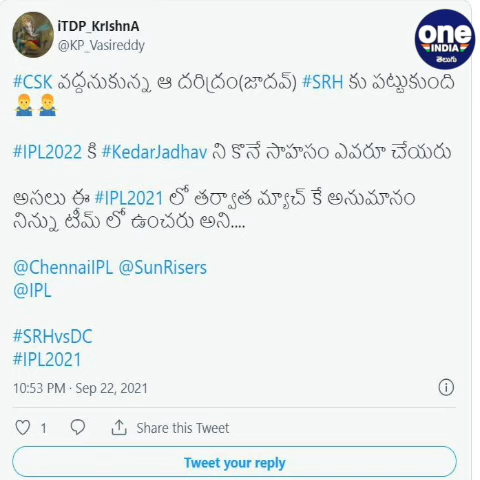 iTDP_KrIshnA
@KP_Vasireddy
one
INDIA
తెలుగు
#CSK వద్దనుకున్న ఆ దరిద్రం(జాదవ్) #SRH కు పట్టుకుంది
#IPL2022 కి #KedarJadhav ని కొనే సాహసం ఎవరూ చేయరు
అసలు ఈ #IPL2021 లో తర్వాత మ్యాచ్ కే అనుమానం
నిన్ను టీమ్ లో ఉంచరు అని....
@ChennaiIPL @SunRisers
@IPL
#SRHvsDC
#IPL2021
10:53 PM · Sep 22, 2021
1 Share this Tweet
Tweet your reply